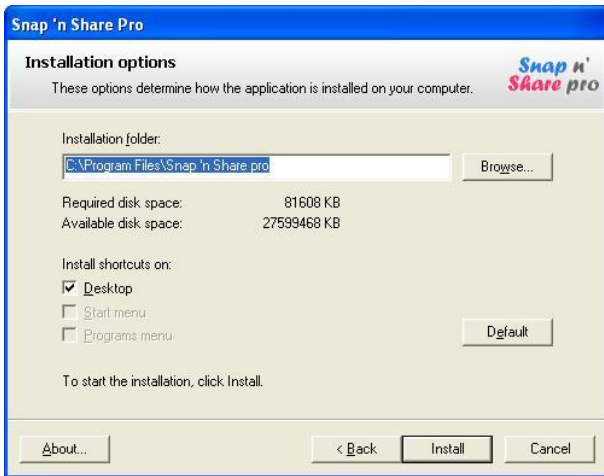 Snap 'n Share Pro
Installation options
These options determine how the application is installed on your computer.
Snap n'
Share pro
Installation folder:
C:\Program Files\Snap 'n Share pro
Browse...
Required disk space: 81608 KB
Available disk space: 27599468 KB
Install shortcuts on:
Desktop
Start menu
Programs menu
Default
To start the installation, click Install.
About...
< Back
Install
Cancel